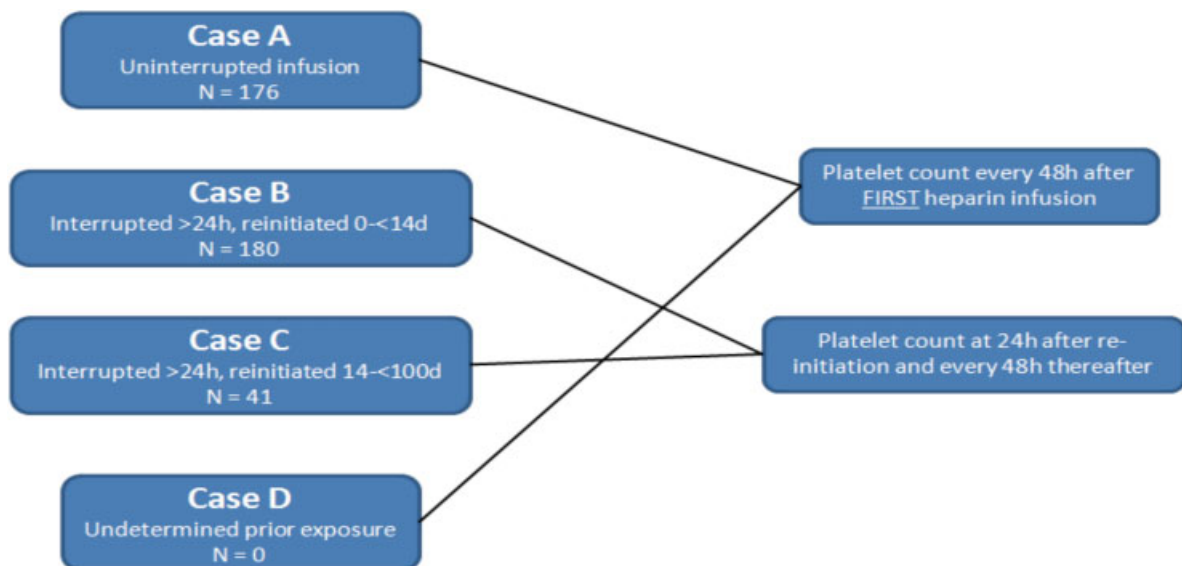 Case A
Uninterrupted infusion
N = 176
Case B
Interrupted >24h, reinitiated 0-<14d
N = 180
Case C
Interrupted >24h, reinitiated 14-<100d
N = 41
Case D
Undetermined prior exposure
N = 0
Platelet count every 48h after
FIRST heparin infusion
Platelet count at 24h after re-
initiation and every 48h thereafter